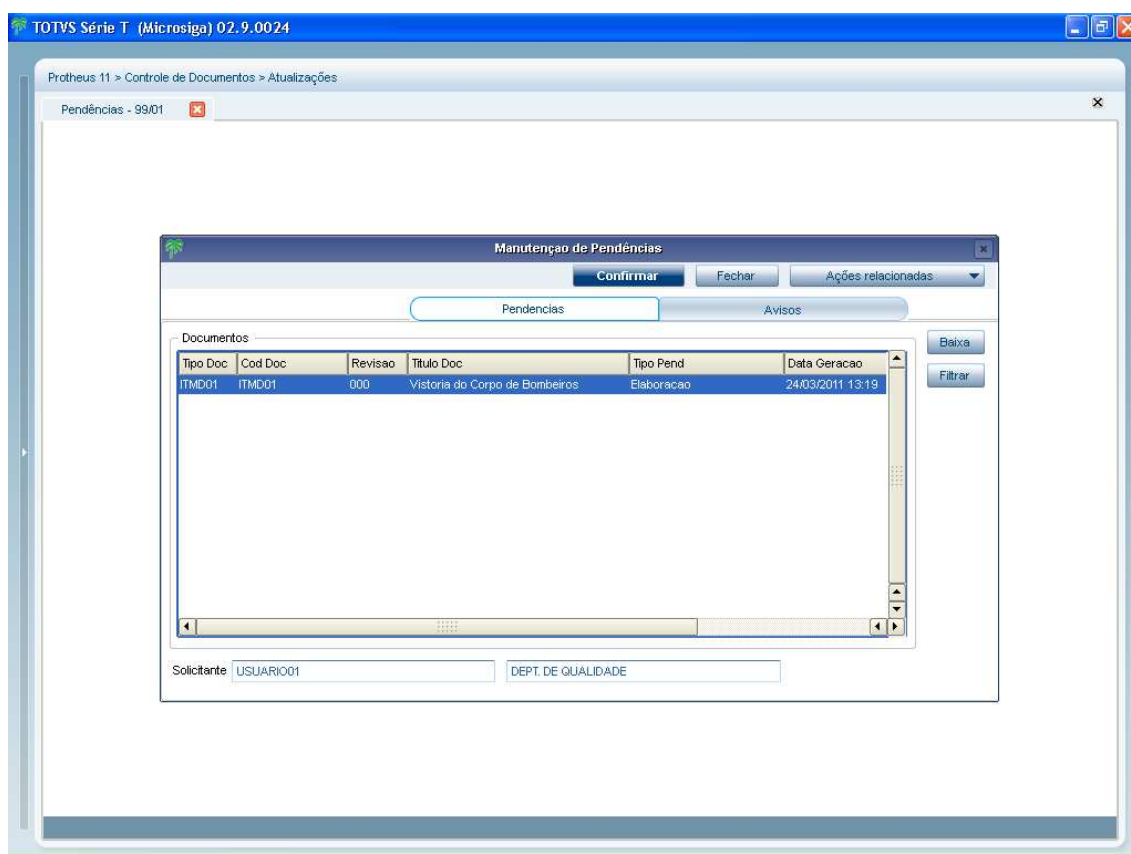 TOTVS Série T (Microsiga) 02.9.0024
Protheus 11 > Controle de Documentos > Atualizações
Pendências - 99/01
Manutençao de Pendências
Confirmar Fechar Ações relacionadas
Pendencias Avisos
Documentos
Baixa
Filtrar
Tipo Doc Cod Doc Revisao Titulo Doc Tipo Pend Data Geracao
ITMD01 ITMD01 000 Vistoria do Corpo de Bombeiros Elaboracao 24/03/2011 13:19
Solicitante USUARIO01 DEPT. DE QUALIDADE